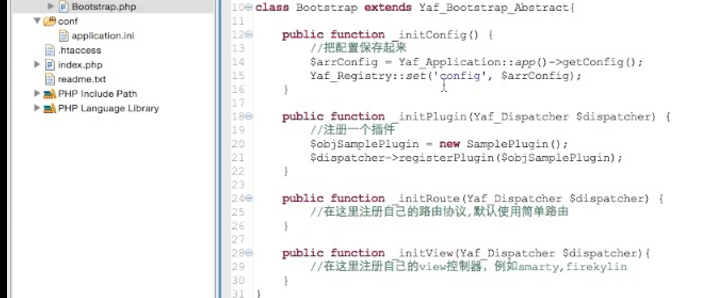 Bootstrap.php
conf
application.ini
.htaccess
index.php
readme.txt
PHP Include Path
PHP Language Library
10 class Bootstrap extends Yaf_Bootstrap_Abstract{
11
12 public function _initConfig() {
13 //把配置保存起来
14 $arrConfig = Yaf_Application::app()->getConfig();
15 Yaf_Registry::set('config', $arrConfig);
16 }
17
18 public function _initPlugin(Yaf_Dispatcher $dispatcher) {
19 //注册一个插件
20 $objSamplePlugin = new SamplePlugin();
21 $dispatcher->registerPlugin($objSamplePlugin);
22 }
23
24 public function _initRoute(Yaf_Dispatcher $dispatcher) {
25 //在这里注册自己的路由协议,默认使用简单路由
26 }
27
28 public function _initView(Yaf_Dispatcher $dispatcher){
29 //在这里注册自己的view控制器，例如smarty,firekylin
30 }
31 }